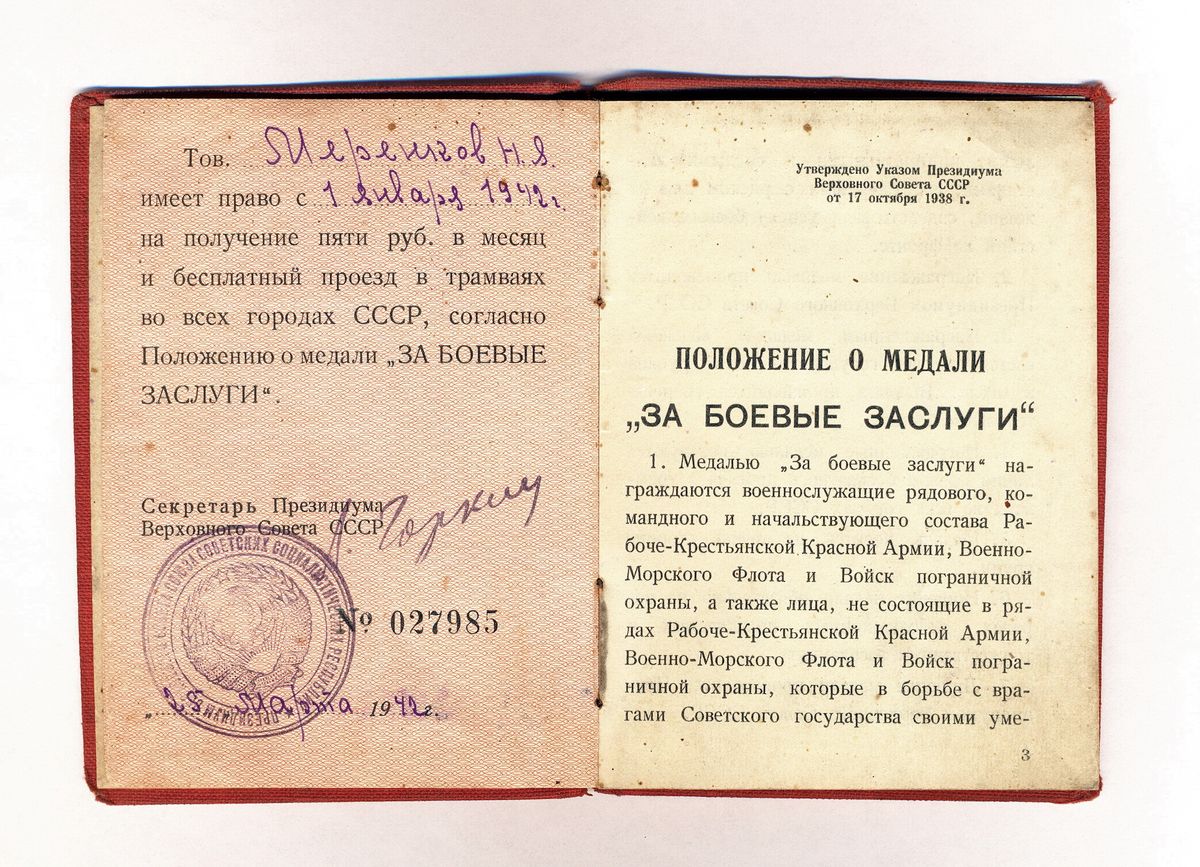 Тов. Меренков Н.Я.
имеет право с 1 января 1942г.
на получение пяти руб. в месяц
и бесплатный проезд в трамваях
во всех городах СССР, согласно
Положению о медали „ЗА БОЕВЫЕ
ЗАСЛУГИ“.
Секретарь Президиума
Верховного Совета СССР
А. Горкин
№ 027985
„25 Марта 1942г.
Утверждено Указом Президиума
Верховного Совета СССР
от 17 октября 1938 г.
ПОЛОЖЕНИЕ О МЕДАЛИ
„ЗА БОЕВЫЕ ЗАСЛУГИ“
1. Медалью „За боевые заслуги“ на-
граждаются военнослужащие рядового, ко-
мандного и начальствующего состава Ра-
боче-Крестьянской Красной Армии, Военно-
Морского Флота и Войск пограничной
охраны, а также лица, не состоящие в ря-
дах Рабоче-Крестьянской Красной Армии,
Военно-Морского Флота и Войск погра-
ничной охраны, которые в борьбе с вра-
гами Советского государства своими уме-
3